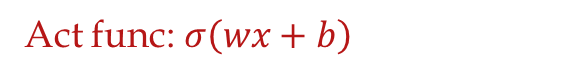 Act func: σ(wx + b)